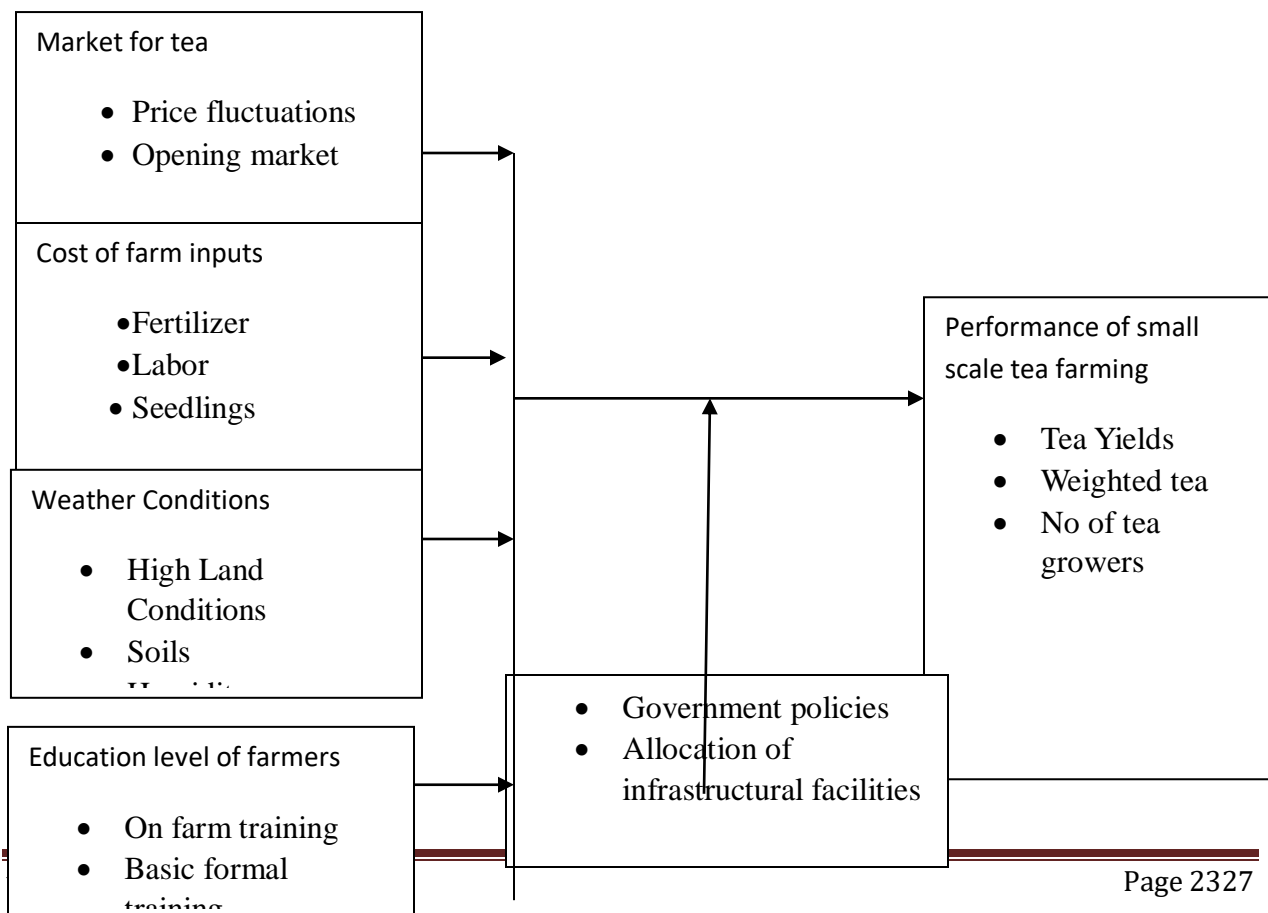 Market for tea
• Price fluctuations
• Opening market
Cost of farm inputs
•Fertilizer
•Labor
• Seedlings
Weather Conditions
• High Land
Conditions
• Soils
Education level of farmers
• On farm training
• Basic formal
training
• Government policies
• Allocation of
infrastructural facilities
Performance of small
scale tea farming
• Tea Yields
• Weighted tea
• No of tea
growers
Page 2327